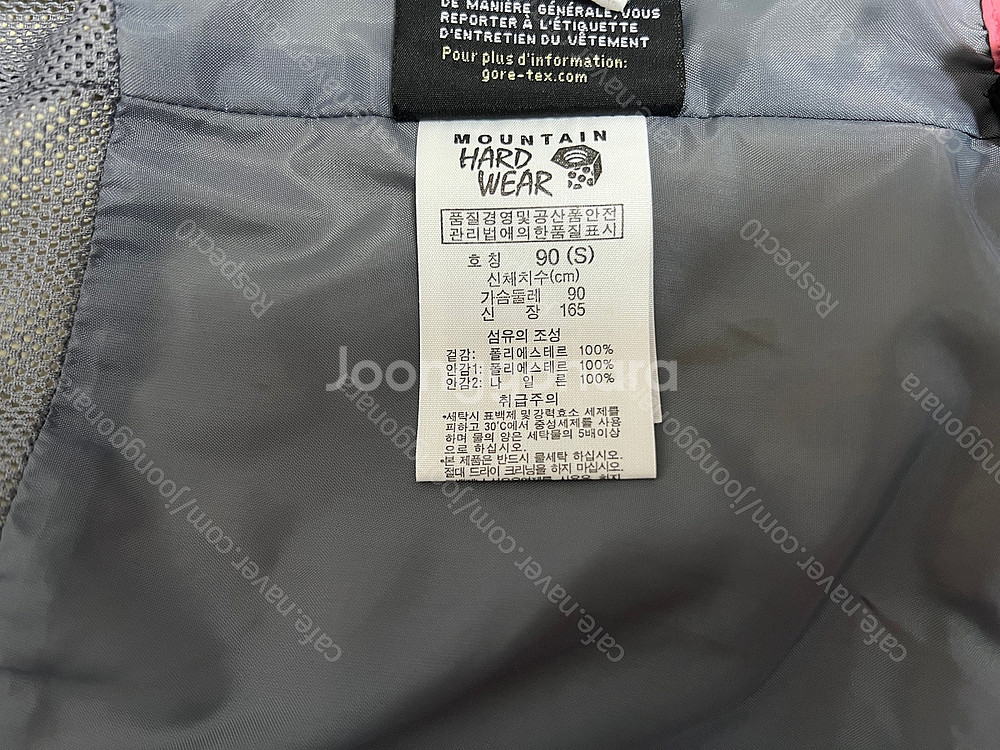 DE MANIÈRE GÉNÉRALE, VOUS
REPORTER À L'ÉTIQUETTE
D'ENTRETIEN DU VÊTEMENT
Pour plus d'information:
gore-tex.com
MOUNTAIN
HARD
WEAR
품질경영및공산품안전
관리법에의한품질표시
호 칭 90 (S)
신체치수(cm)
가슴둘레 90
신 장 165
섬유의 조성
겉감: 폴리에스테르 100%
안감1: 폴리에스테르 100%
안감2: 나 일 론 100%
취급주의
•세탁시 표백제 및 강력효소 세제를
피하고 30℃에서 중성세제를 사용
하며 물의 양은 세탁물의 5배이상
으로 하십시오.
•본 제품은 반드시 물세탁 하십시오.
절대 드라이 크리닝을 하지 마십시오.
Joonggonara
cafe.naver.com/joonggonara
Respect0
cafe.naver.com/joonggonara
Respect0